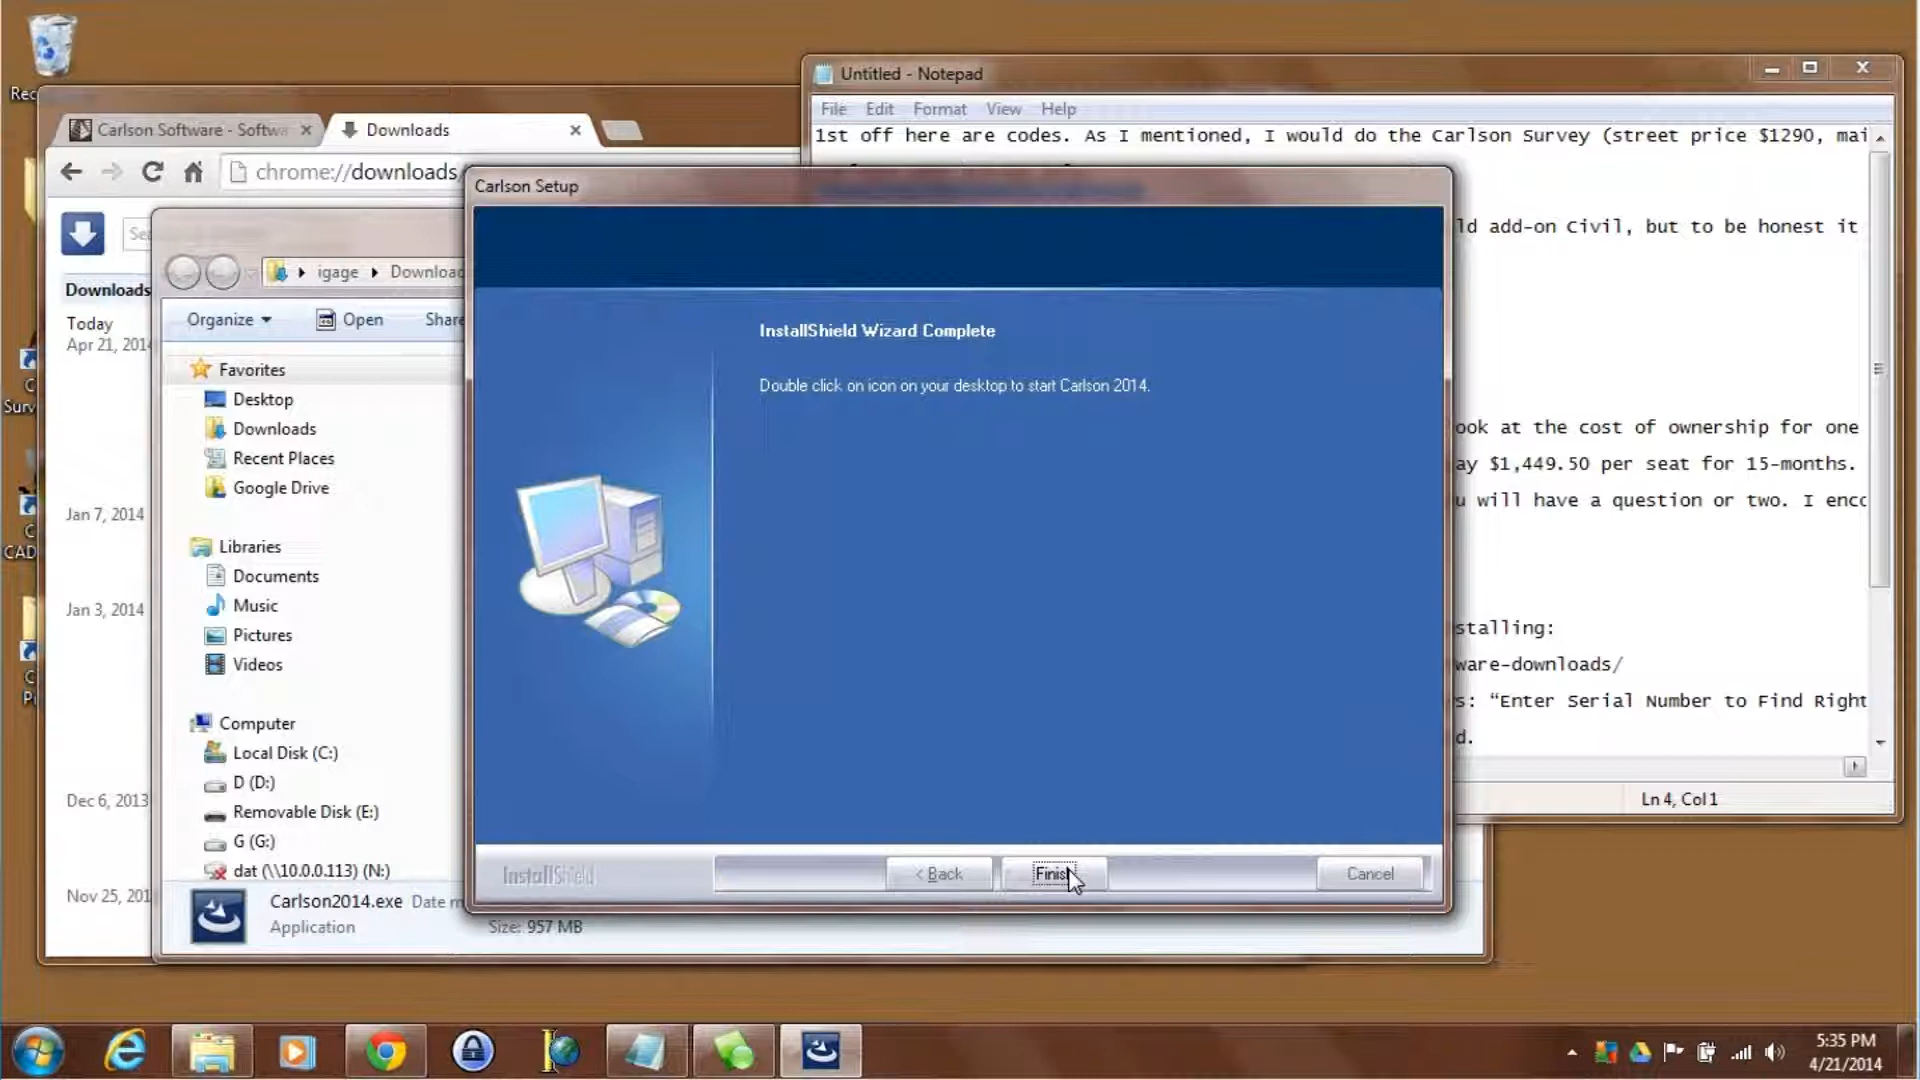 Rec
Carlson Software - Softwa
Downloads
chrome://downloads
Downloads
Today
Apr 21, 2014
Jan 7, 2014
Jan 3, 2014
Dec 6, 2013
Nov 25, 201
Surv
CAD
igage
Downloa
Organize
Open
Share
Favorites
Desktop
Downloads
Recent Places
Google Drive
Libraries
Documents
Music
Pictures
Videos
Computer
Local Disk (C:)
D (D:)
Removable Disk (E:)
G (G:)
dat (\\10.0.0.113) (N:)
Carlson2014.exe Date m
Application
Size: 957 MB
Untitled - Notepad
File Edit Format View Help
1st off here are codes. As I mentioned, I would do the Carlson Survey (street price $1290, mai
ld add-on Civil, but to be honest it
ook at the cost of ownership for one
ay $1,449.50 per seat for 15-months.
u will have a question or two. I enc
stalling:
ware-downloads/
s: “Enter Serial Number to Find Right
d.
Ln 4, Col 1
Carlson Setup
InstallShield Wizard Complete
Double click on icon on your desktop to start Carlson 2014.
InstallShield
< Back
Finish
Cancel
5:35 PM
4/21/2014